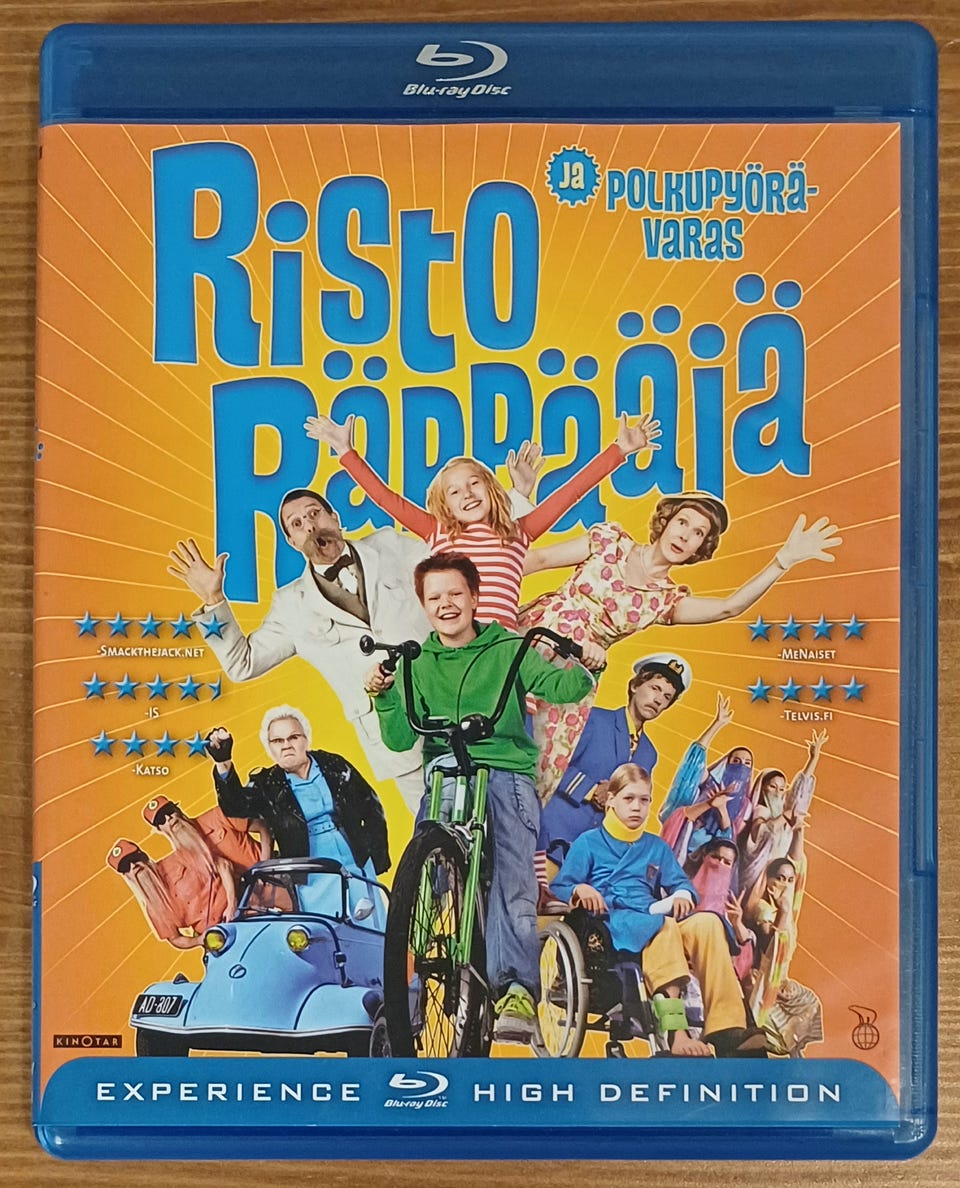 Blu-ray Disc
RiSto
ja
POLKUPYÖRÄ-
VARAS
RÄPPÄÄJÄ
-SMACKTHEJACK.NET
-IS
-KATSO
-MENAISET
-TELVIS.FI
AD-807
KINOTAR
EXPERIENCE Blu-ray Disc HIGH DEFINITION